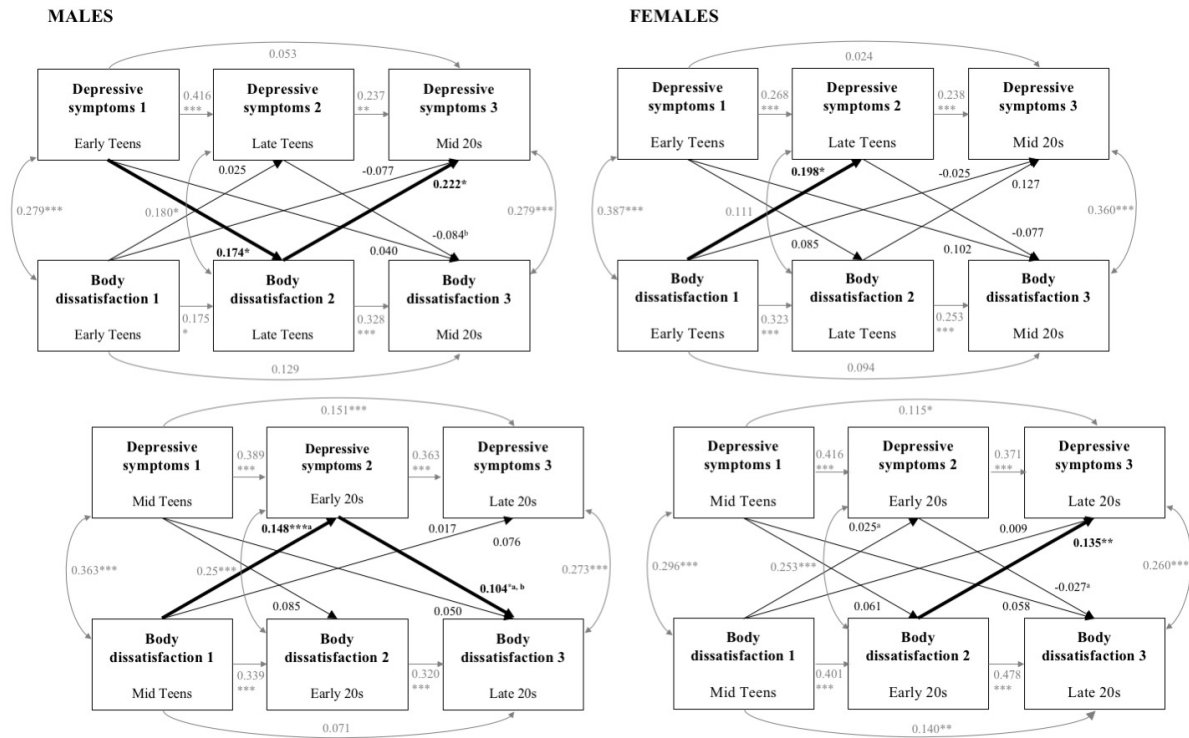 MALES
FEMALES
0.053
Depressive
symptoms 1
Early Teens
0.416
***
Depressive
symptoms 2
Late Teens
0.237
**
Depressive
symptoms 3
Mid 20s
0.279***
0.025
0.180*
-0.077
0.222*
0.279***
0.174*
-0.084ᵇ
0.040
Body
dissatisfaction 1
Early Teens
0.175
*
Body
dissatisfaction 2
Late Teens
0.328
***
Body
dissatisfaction 3
Mid 20s
0.129
0.024
Depressive
symptoms 1
Early Teens
0.268
***
Depressive
symptoms 2
Late Teens
0.238
***
Depressive
symptoms 3
Mid 20s
0.387***
0.198*
0.111
-0.025
0.127
0.360***
0.085
-0.077
0.102
Body
dissatisfaction 1
Early Teens
0.323
***
Body
dissatisfaction 2
Late Teens
0.253
***
Body
dissatisfaction 3
Mid 20s
0.094
0.151***
Depressive
symptoms 1
Mid Teens
0.389
***
Depressive
symptoms 2
Early 20s
0.363
***
Depressive
symptoms 3
Late 20s
0.363***
0.148***ᵃ
0.25***
0.017
0.076
0.273***
0.085
0.104*ᵃ, ᵇ
0.050
Body
dissatisfaction 1
Mid Teens
0.339
***
Body
dissatisfaction 2
Early 20s
0.320
***
Body
dissatisfaction 3
Late 20s
0.071
0.115*
Depressive
symptoms 1
Mid Teens
0.416
***
Depressive
symptoms 2
Early 20s
0.371
***
Depressive
symptoms 3
Late 20s
0.296***
0.025ᵃ
0.253***
0.009
0.135**
0.260***
0.061
-0.027ᵃ
0.058
Body
dissatisfaction 1
Mid Teens
0.401
***
Body
dissatisfaction 2
Early 20s
0.478
***
Body
dissatisfaction 3
Late 20s
0.140**